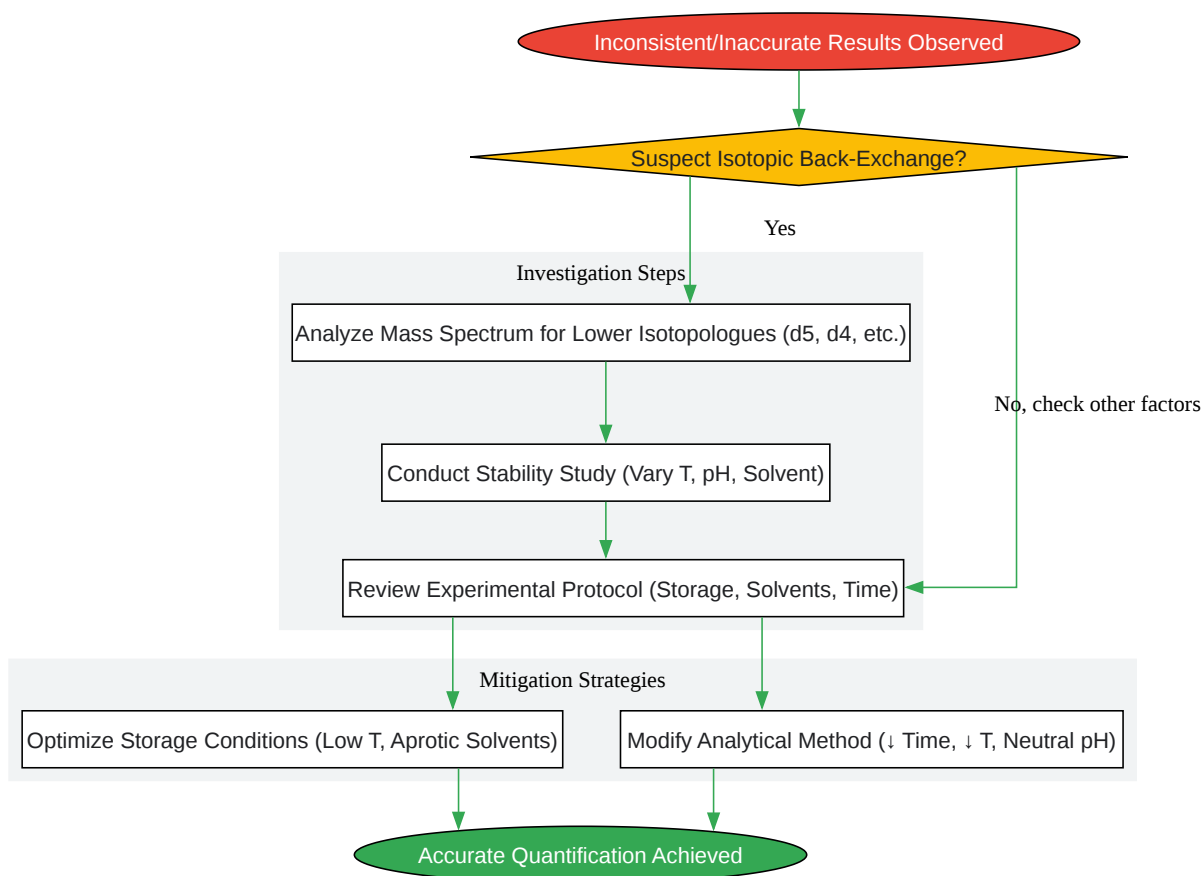 Inconsistent/Inaccurate Results Observed
Suspect Isotopic Back-Exchange?
Yes
Investigation Steps
Analyze Mass Spectrum for Lower Isotopologues (d5, d4, etc.)
No, check other factors
Conduct Stability Study (Vary T, pH, Solvent)
Review Experimental Protocol (Storage, Solvents, Time)
Mitigation Strategies
Optimize Storage Conditions (Low T, Aprotic Solvents)
Modify Analytical Method (↓ Time, ↓ T, Neutral pH)
Accurate Quantification Achieved